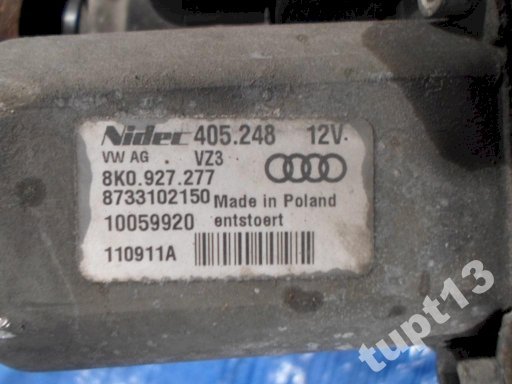 Nidec 405.248 12V.
VW AG . VZ3
8K0.927.277
8733102150 Made in Poland
10059920 entstoert
110911A
tupt13